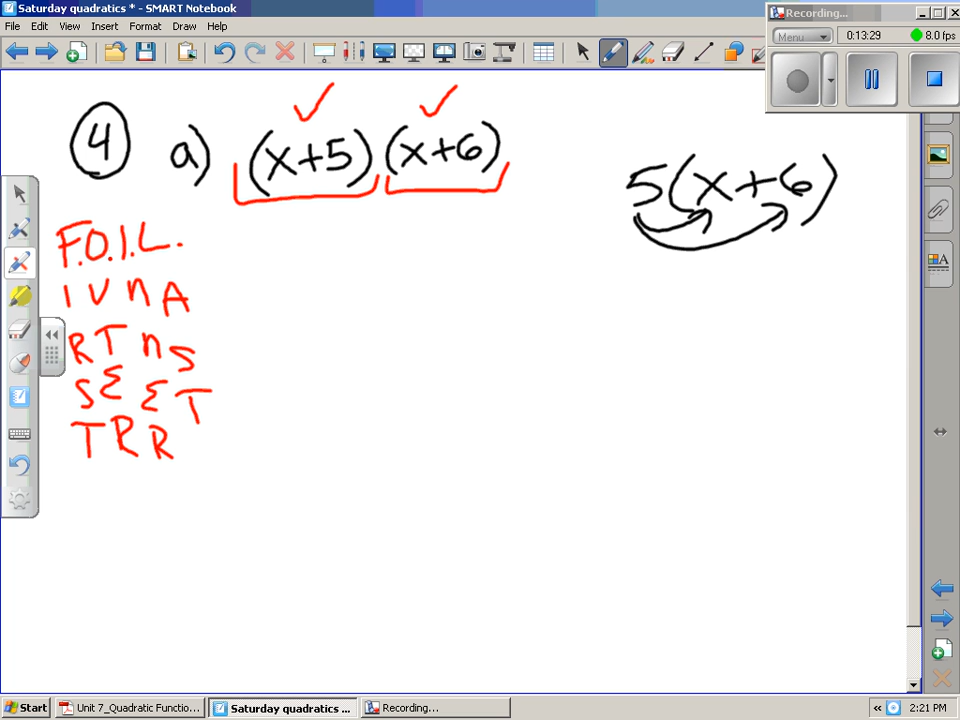 Saturday quadratics * - SMART Notebook
File Edit View Insert Format Draw Help
Recording...
Menu
0:13:29
8.0 fps
4 a) (x+5)(x+6)
5(x+6)
F.O.I.L.
I U n A
R T n S
S E E T
T R R
Start
Unit 7_Quadratic Function...
Saturday quadratics ...
Recording...
2:21 PM